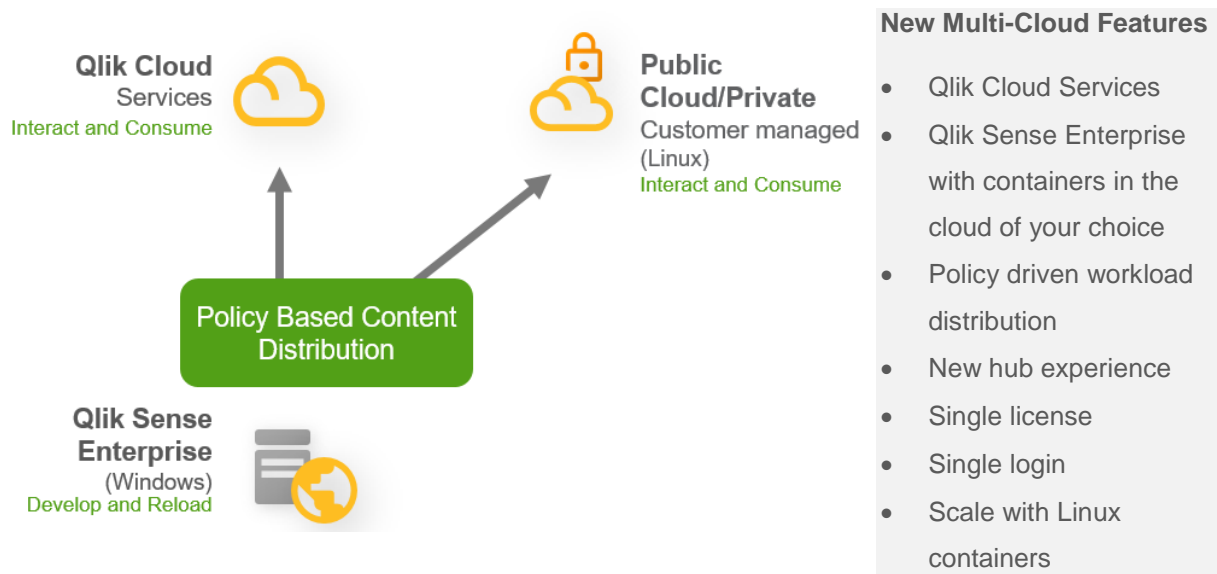 Qlik Cloud
Services
Interact and Consume
Public
Cloud/Private
Customer managed
(Linux)
Interact and Consume
Policy Based Content
Distribution
Qlik Sense
Enterprise
(Windows)
Develop and Reload
New Multi-Cloud Features
• Qlik Cloud Services
• Qlik Sense Enterprise
with containers in the
cloud of your choice
• Policy driven workload
distribution
• New hub experience
• Single license
• Single login
• Scale with Linux
containers